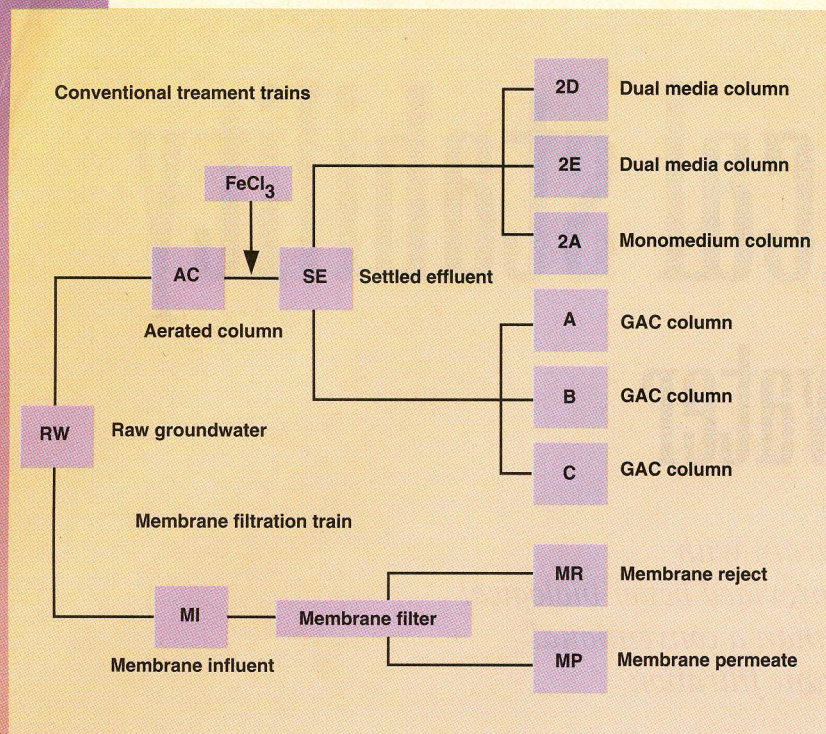 Conventional treament trains
2D
Dual media column
2E
Dual media column
FeCl3
2A
Monomedium column
AC
SE
Settled effluent
Aerated column
A
GAC column
B
GAC column
RW
Raw groundwater
C
GAC column
Membrane filtration train
MR
Membrane reject
MI
Membrane filter
Membrane influent
MP
Membrane permeate